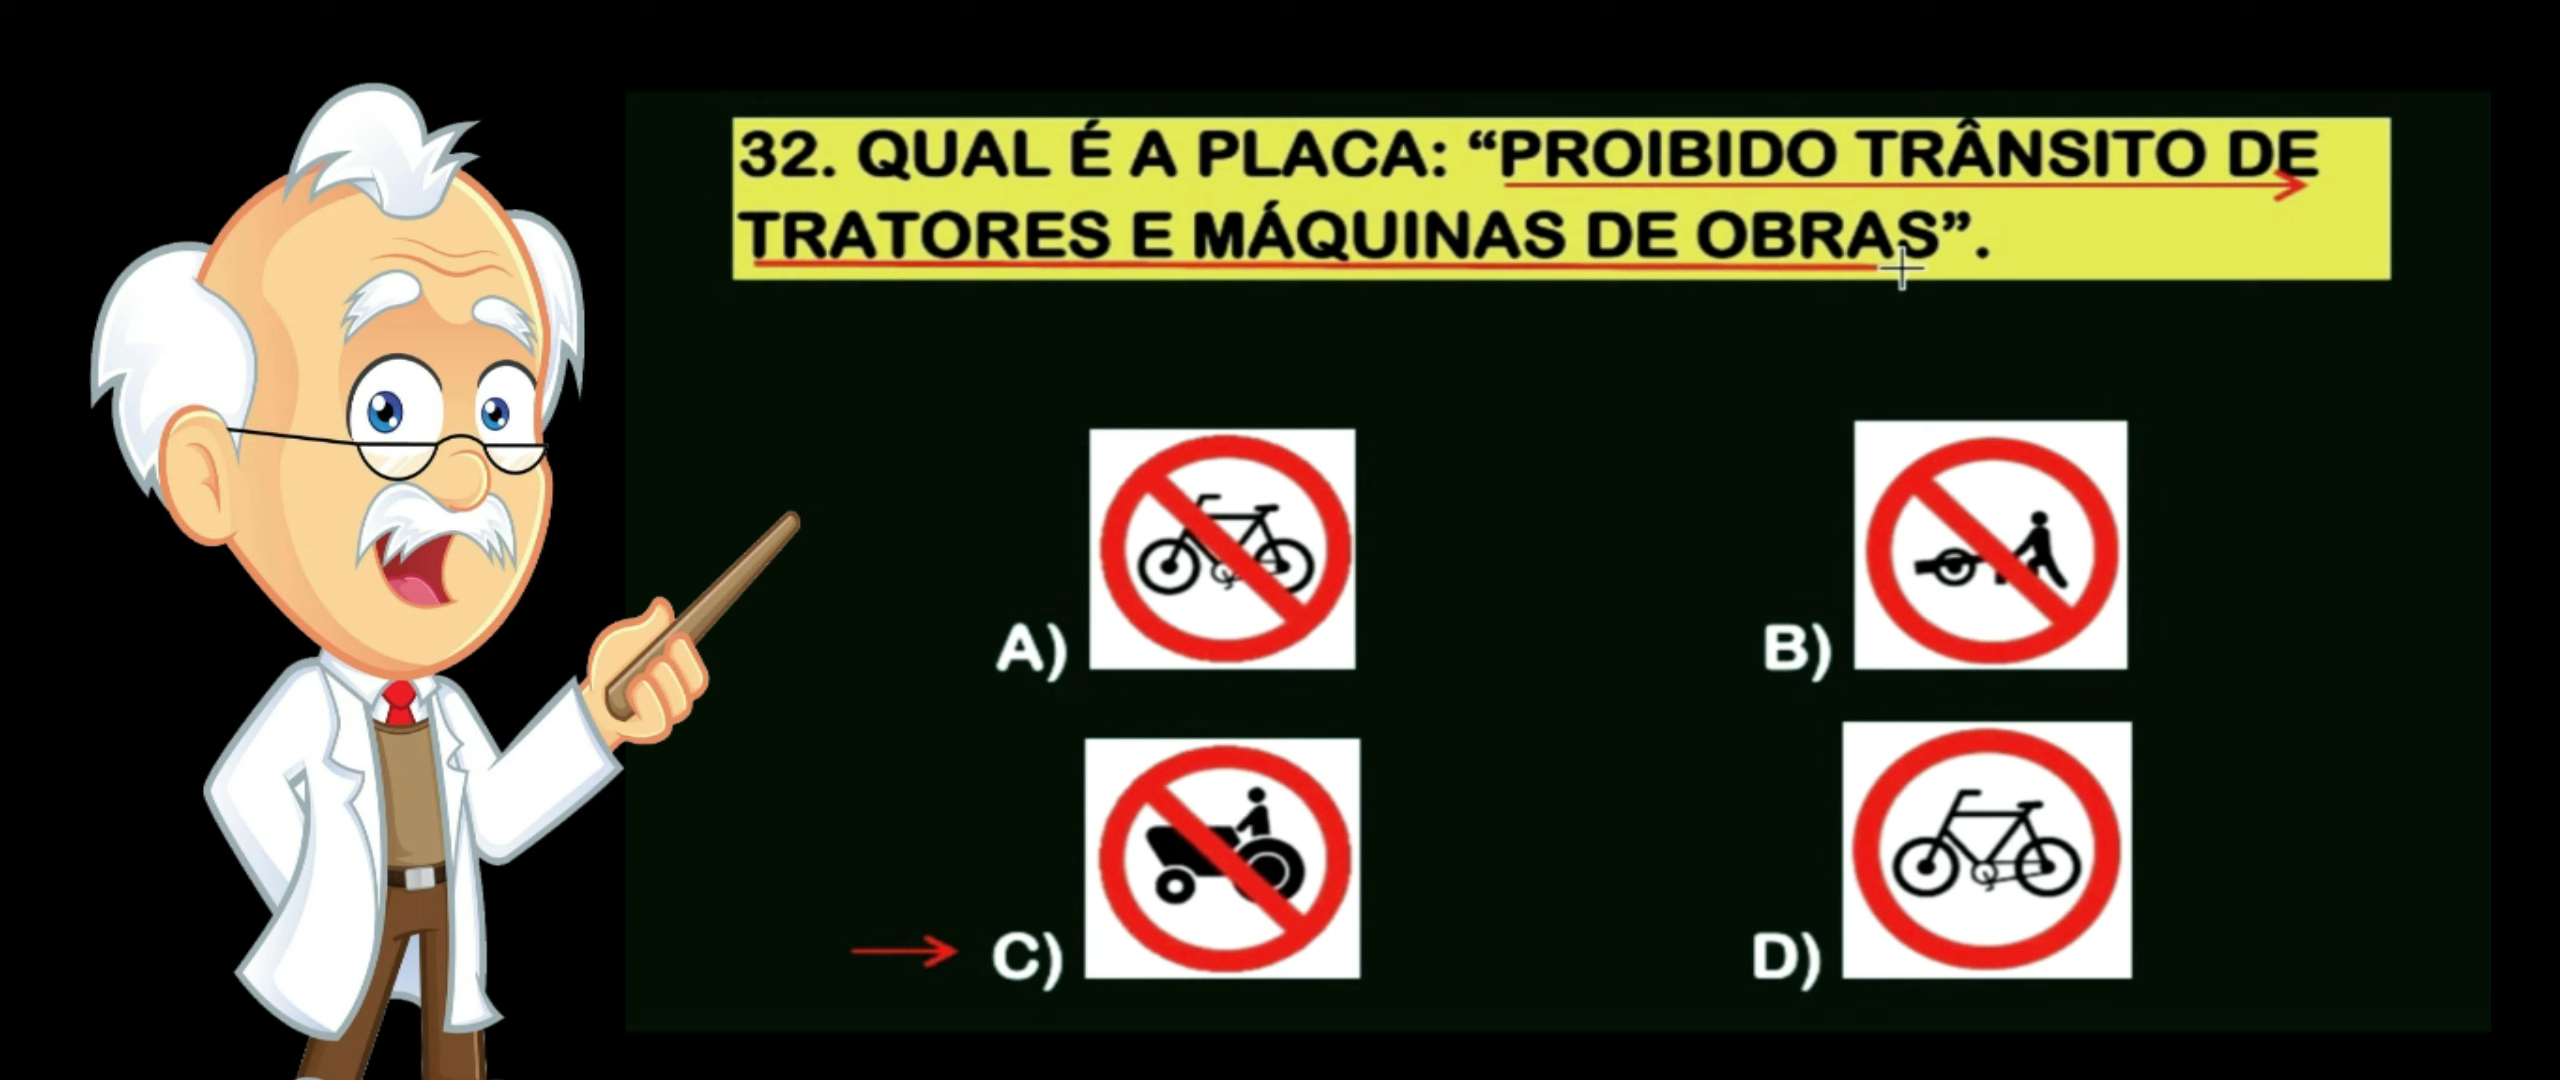 32. QUAL É A PLACA: “PROIBIDO TRÂNSITO DE
TRATORES E MÁQUINAS DE OBRAS”.
A)
B)
C)
D)